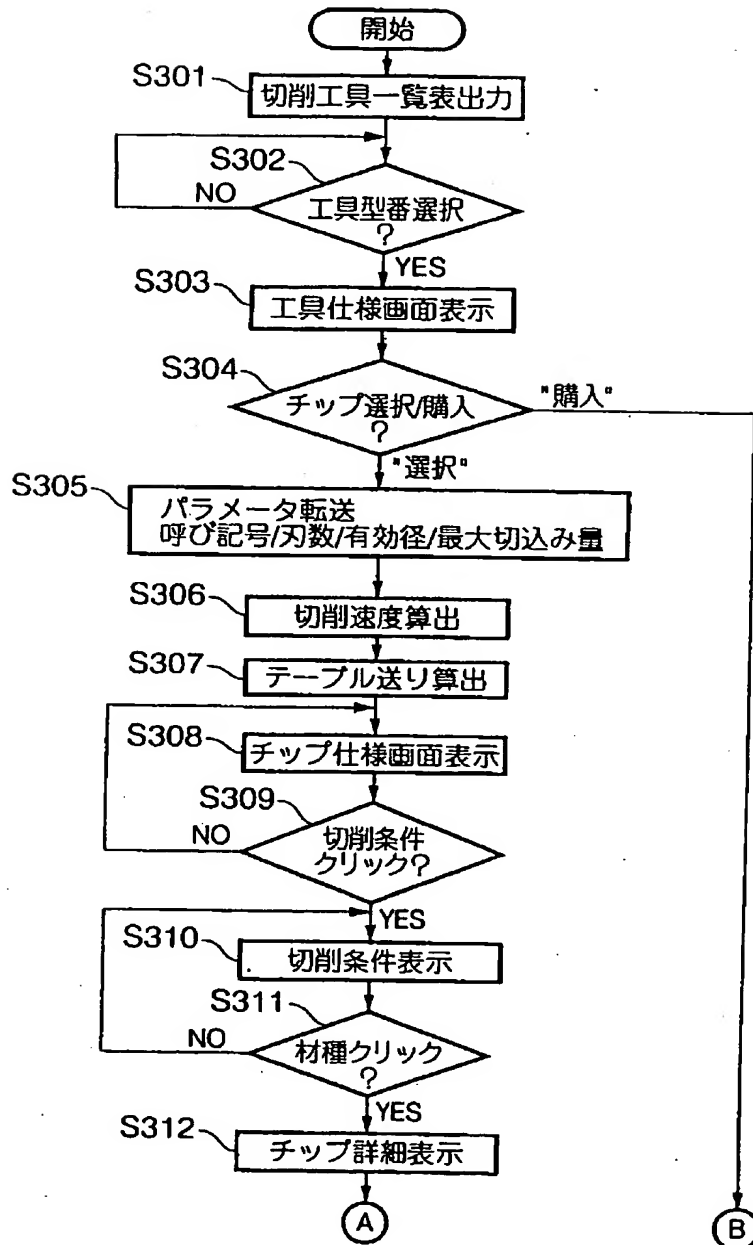 開始
S301
切削工具一覧表出力
S302
NO
工具型番選択
?
YES
S303
工具仕様画面表示
S304
チップ選択/購入
?
"購入"
"選択"
S305
パラメータ転送
呼び記号/刃数/有効径/最大切込み量
S306
切削速度算出
S307
テーブル送り算出
S308
チップ仕様画面表示
S309
NO
切削条件
クリック?
YES
S310
切削条件表示
S311
NO
材種クリック
?
YES
S312
チップ詳細表示
A
B